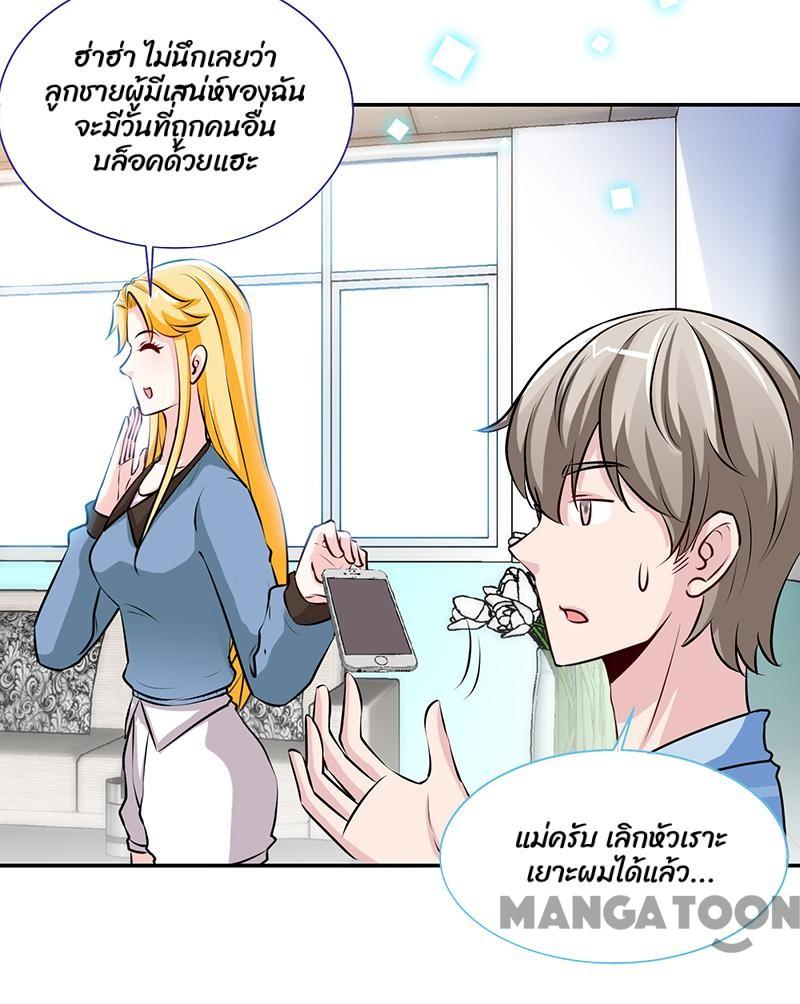 ฮ่าฮ่า ไม่นึกเลยว่า
ลูกชายผู้มีเสน่ห์ของฉัน
จะมีวันที่ถูกคนอื่น
บล็อคด้วยแฮะ
แม่ครับ เลิกหัวเราะ
เยาะผมได้แล้ว...
MANGATOON